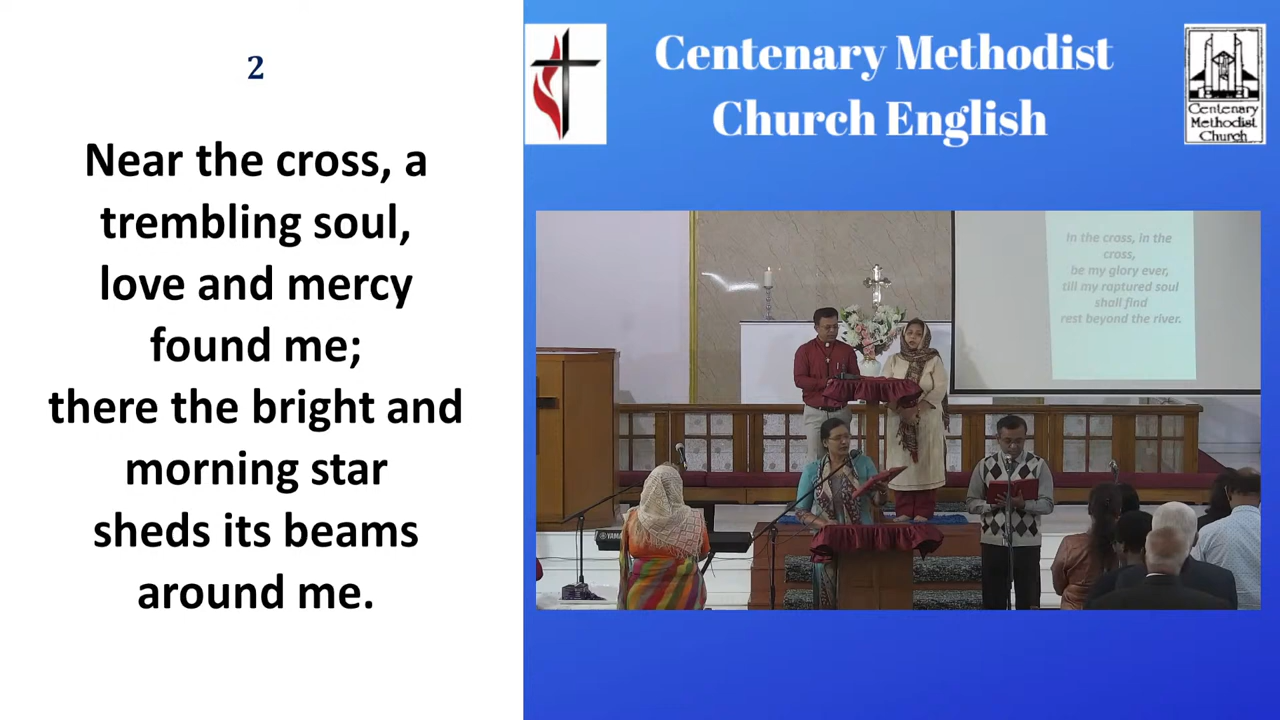 2
Near the cross, a
trembling soul,
love and mercy
found me;
there the bright and
morning star
sheds its beams
around me.
Centenary Methodist
Church English
Centenary
Methodist
Church
In the cross, in the
cross,
be my glory ever,
till my raptured soul
shall find
rest beyond the river.
YAMA